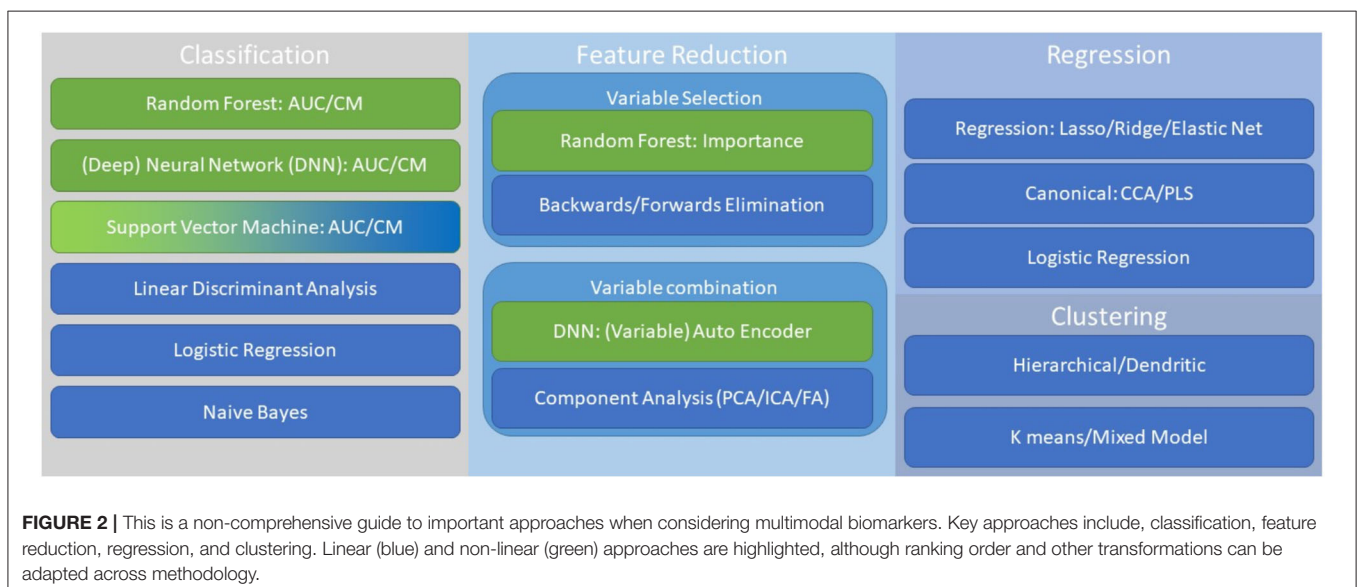 Classification
Random Forest: AUC/CM
(Deep) Neural Network (DNN): AUC/CM
Support Vector Machine: AUC/CM
Linear Discriminant Analysis
Logistic Regression
Naive Bayes
Feature Reduction
Variable Selection
Random Forest: Importance
Backwards/Forwards Elimination
Variable combination
DNN: (Variable) Auto Encoder
Component Analysis (PCA/ICA/FA)
Regression
Regression: Lasso/Ridge/Elastic Net
Canonical: CCA/PLS
Logistic Regression
Clustering
Hierarchical/Dendritic
K means/Mixed Model
FIGURE 2 | This is a non-comprehensive guide to important approaches when considering multimodal biomarkers. Key approaches include, classification, feature
reduction, regression, and clustering. Linear (blue) and non-linear (green) approaches are highlighted, although ranking order and other transformations can be
adapted across methodology.